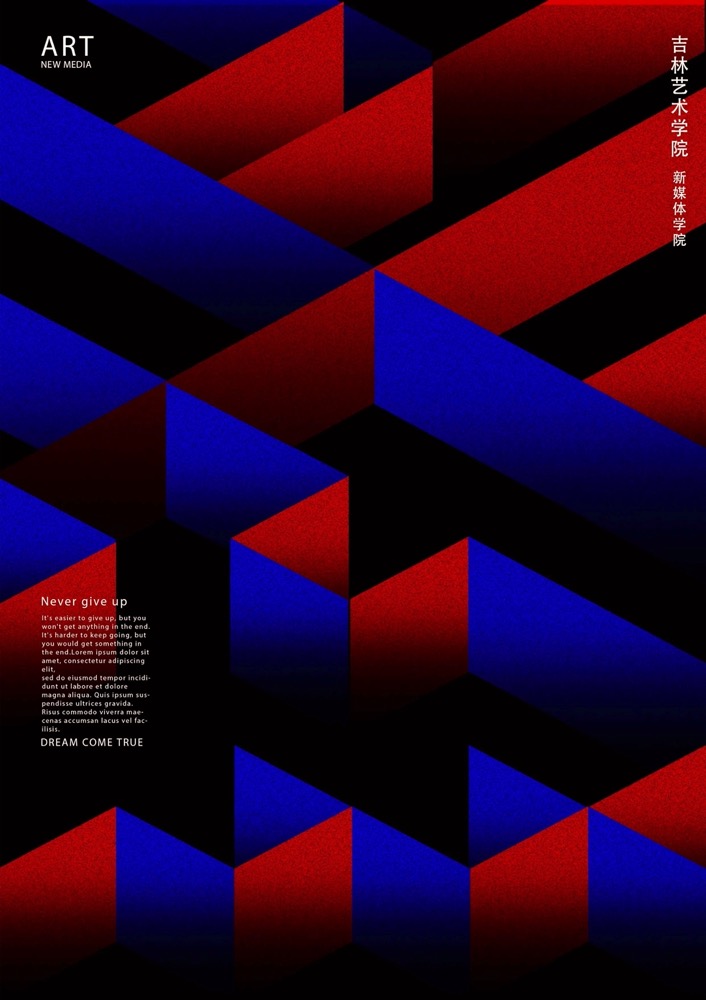 ART
NEW MEDIA
吉林艺术学院 新媒体学院
Never give up
It's easier to give up, but you
won't get anything in the end.
It's harder to keep going, but
you would get something in
the end.Lorem ipsum dolor sit
amet, consectetur adipiscing
elit,
sed do eiusmod tempor incidi-
dunt ut labore et dolore
magna aliqua. Quis ipsum sus-
pendisse ultrices gravida.
Risus commodo viverra mae-
cenas accumsan lacus vel fac-
ilisis.
DREAM COME TRUE